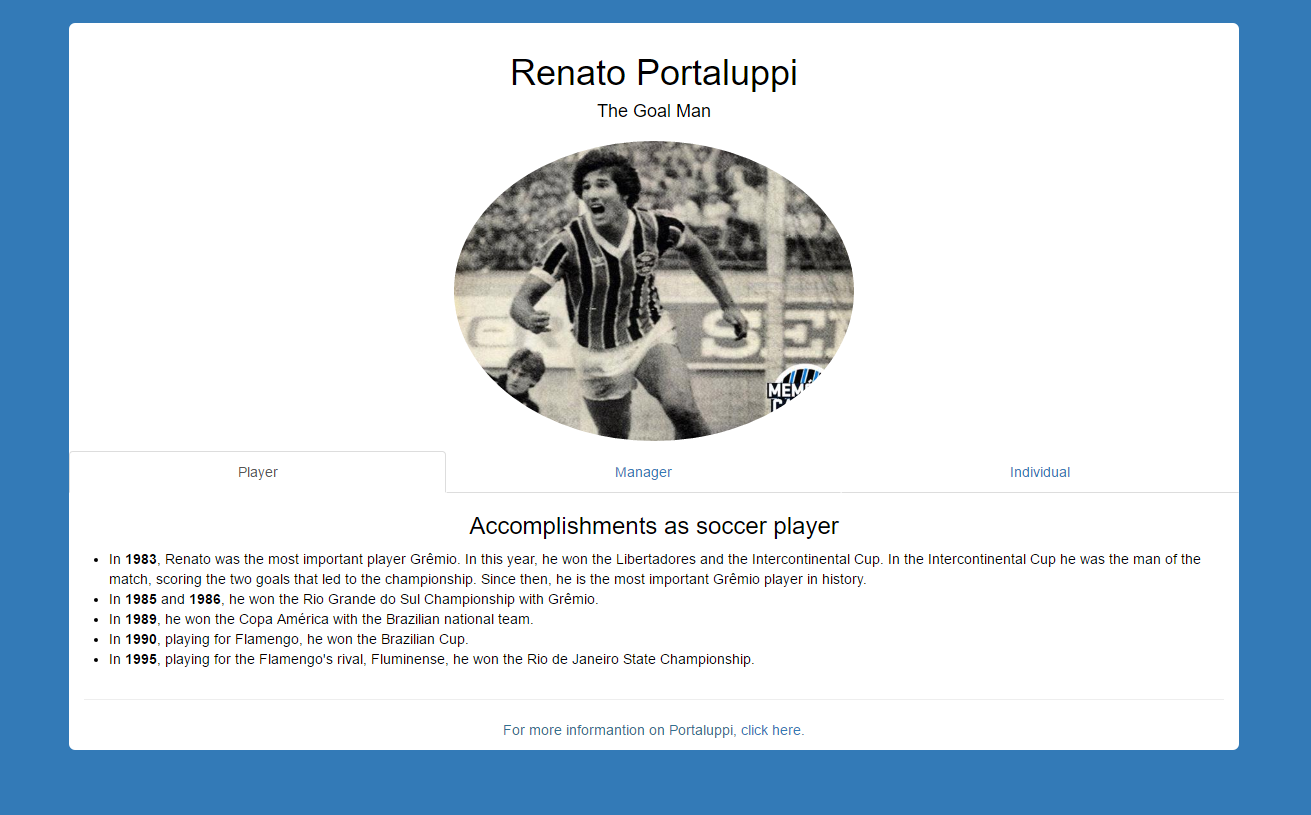 Renato Portaluppi
The Goal Man
SE
MEM
Player
Manager
Individual
Accomplishments as soccer player
In 1983, Renato was the most important player Grêmio. In this year, he won the Libertadores and the Intercontinental Cup. In the Intercontinental Cup he was the man of the
match, scoring the two goals that led to the championship. Since then, he is the most important Grêmio player in history.
In 1985 and 1986, he won the Rio Grande do Sul Championship with Grêmio.
In 1989, he won the Copa América with the Brazilian national team.
In 1990, playing for Flamengo, he won the Brazilian Cup.
In 1995, playing for the Flamengo's rival, Fluminense, he won the Rio de Janeiro State Championship.
For more informantion on Portaluppi, click here.